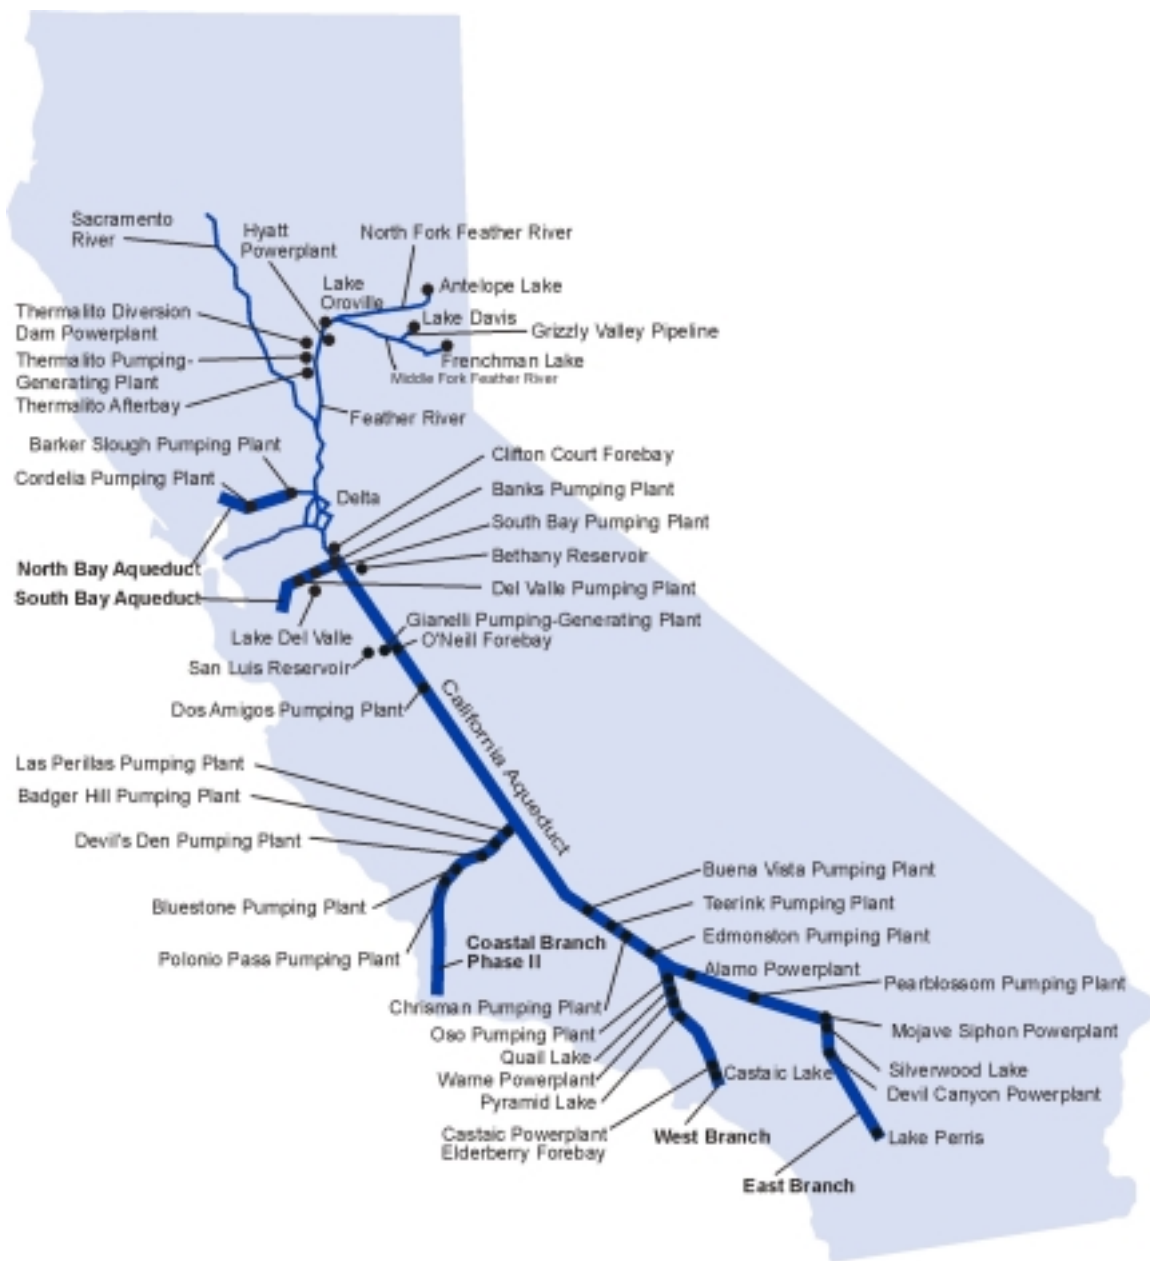 Sacramento
River
Hyatt
Powerplant
North Fork Feather River
Lake
Oroville
Antelope Lake
Thermalito Diversion
Dam Powerplant
Lake Davis
Grizzly Valley Pipeline
Thermalito Pumping-
Generating Plant
Frenchman Lake
Middle Fork Feather River
Thermalito Afterbay
Feather River
Barker Slough Pumping Plant
Clifton Court Forebay
Cordelia Pumping Plant
Delta
Banks Pumping Plant
South Bay Pumping Plant
North Bay Aqueduct
Bethany Reservoir
South Bay Aqueduct
Del Valle Pumping Plant
Lake Del Valle
Gianelli Pumping-Generating Plant
O'Neill Forebay
San Luis Reservoir
Dos Amigos Pumping Plant
California Aqueduct
Las Perillas Pumping Plant
Badger Hill Pumping Plant
Devil's Den Pumping Plant
Buena Vista Pumping Plant
Bluestone Pumping Plant
Teerink Pumping Plant
Edmonston Pumping Plant
Polonio Pass Pumping Plant
Coastal Branch
Phase II
Alamo Powerplant
Pearblossom Pumping Plant
Chrisman Pumping Plant
Oso Pumping Plant
Mojave Siphon Powerplant
Quail Lake
Silverwood Lake
Warne Powerplant
Castaic Lake
Devil Canyon Powerplant
Pyramid Lake
Castaic Powerplant
Elderberry Forebay
West Branch
Lake Perris
East Branch